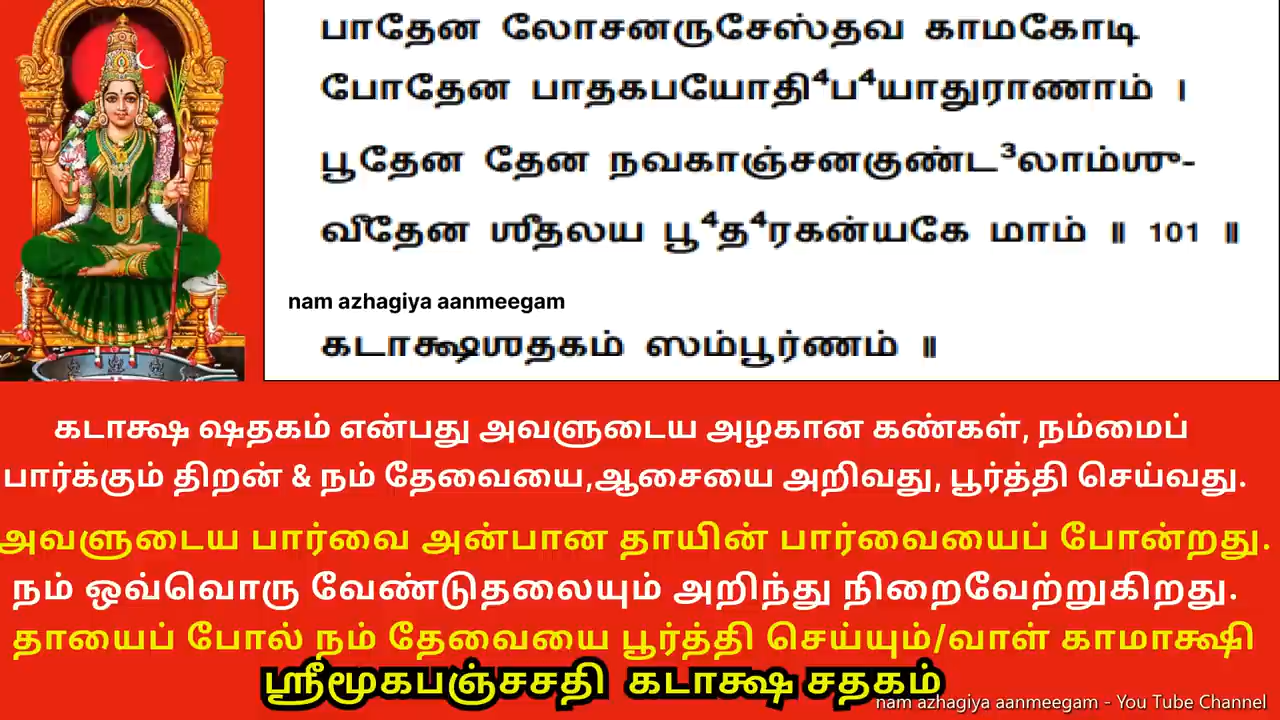 பாதேன லோசனருசேஸ்தவ காமகோடி
போதேன பாதகபயோதி⁴ப⁴யாதுராணாம் ।
பூதேன தேன நவகாஞ்சனகுண்ட³லாம்ஶு-
வீதேன ஶீதலய பூ⁴த⁴ரகன்யகே மாம் ॥ 101 ॥
nam azhagiya aanmeegam
கடாக்ஷஶதகம் ஸம்பூர்ணம் ॥
கடாக்ஷ ஷதகம் என்பது அவளுடைய அழகான கண்கள், நம்மைப்
பார்க்கும் திறன் & நம் தேவையை,ஆசையை அறிவது, பூர்த்தி செய்வது.
அவளுடைய பார்வை அன்பான தாயின் பார்வையைப் போன்றது.
நம் ஒவ்வொரு வேண்டுதலையும் அறிந்து நிறைவேற்றுகிறது.
தாயைப் போல் நம் தேவையை பூர்த்தி செய்யும்/வாள் காமாக்ஷி
ஸ்ரீமூகபஞ்சசதி கடாக்ஷ சதகம்
nam azhagiya aanmeegam - You Tube Channel